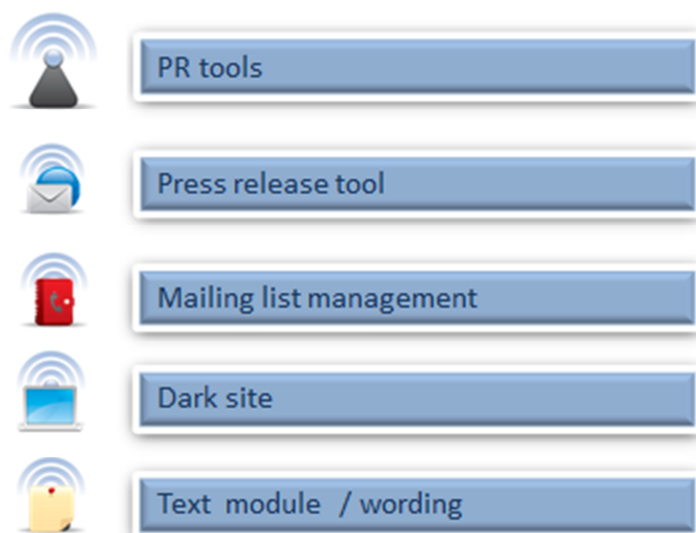 PR tools
Press release tool
Mailing list management
Dark site
Text module / wording